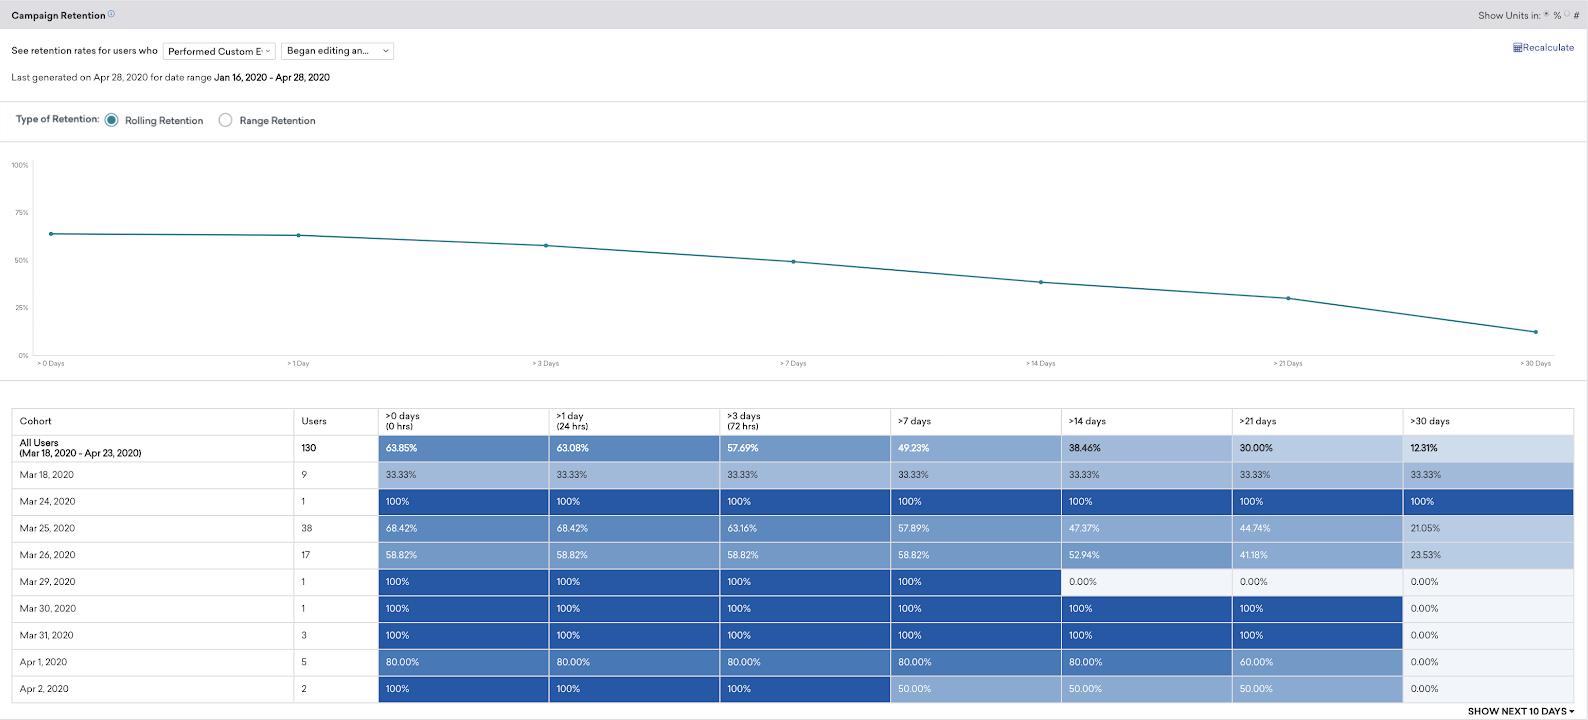 Campaign Retention
Show Units in: % #
See retention rates for users who Performed Custom E Began editing an...
Recalculate
Last generated on Apr 28, 2020 for date range Jan 16, 2020 - Apr 28, 2020
Type of Retention: Rolling Retention Range Retention
100%
75%
50%
25%
0%
> 0 Days > 1 Day > 3 Days > 7 Days > 14 Days > 21 Days > 30 Days
Cohort Users >0 days (0 hrs) >1 day (24 hrs) >3 days (72 hrs) >7 days >14 days >21 days >30 days
All Users (Mar 18, 2020 - Apr 23, 2020) 130 63.85% 63.08% 57.69% 49.23% 38.46% 30.00% 12.31%
Mar 18, 2020 9 33.33% 33.33% 33.33% 33.33% 33.33% 33.33% 33.33%
Mar 24, 2020 1 100% 100% 100% 100% 100% 100% 100%
Mar 25, 2020 38 68.42% 68.42% 63.16% 57.89% 47.37% 44.74% 21.05%
Mar 26, 2020 17 58.82% 58.82% 58.82% 58.82% 52.94% 41.18% 23.53%
Mar 29, 2020 1 100% 100% 100% 100% 0.00% 0.00% 0.00%
Mar 30, 2020 1 100% 100% 100% 100% 100% 100% 0.00%
Mar 31, 2020 3 100% 100% 100% 100% 100% 100% 0.00%
Apr 1, 2020 5 80.00% 80.00% 80.00% 80.00% 80.00% 60.00% 0.00%
Apr 2, 2020 2 100% 100% 100% 50.00% 50.00% 50.00% 0.00%
SHOW NEXT 10 DAYS